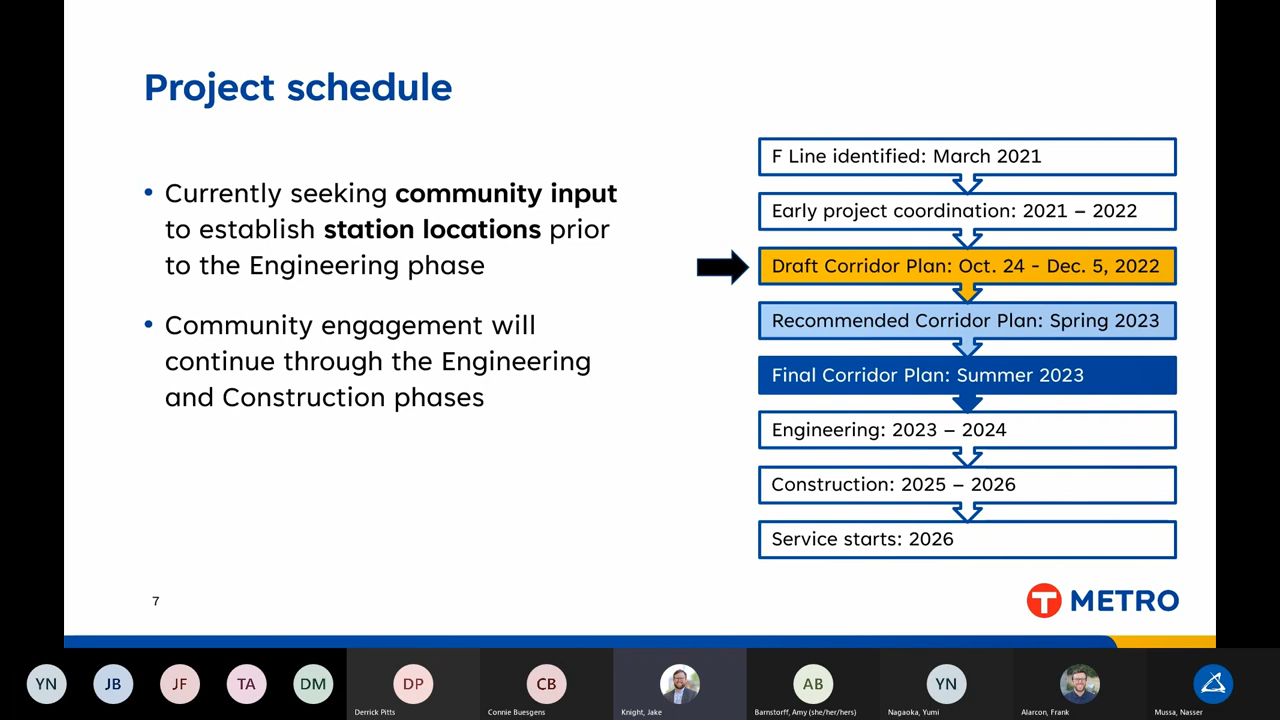 Project schedule
• Currently seeking community input
to establish station locations prior
to the Engineering phase
• Community engagement will
continue through the Engineering
and Construction phases
F Line identified: March 2021
Early project coordination: 2021 – 2022
Draft Corridor Plan: Oct. 24 - Dec. 5, 2022
Recommended Corridor Plan: Spring 2023
Final Corridor Plan: Summer 2023
Engineering: 2023 – 2024
Construction: 2025 – 2026
Service starts: 2026
7
T METRO
YN JB JF TA DM DP CB AB YN
Derrick Pitts Connie Buesgens Knight, Jake Barnstorff, Amy (she/her/hers) Nagaoka, Yumi Alarcon, Frank Mussa, Nasser